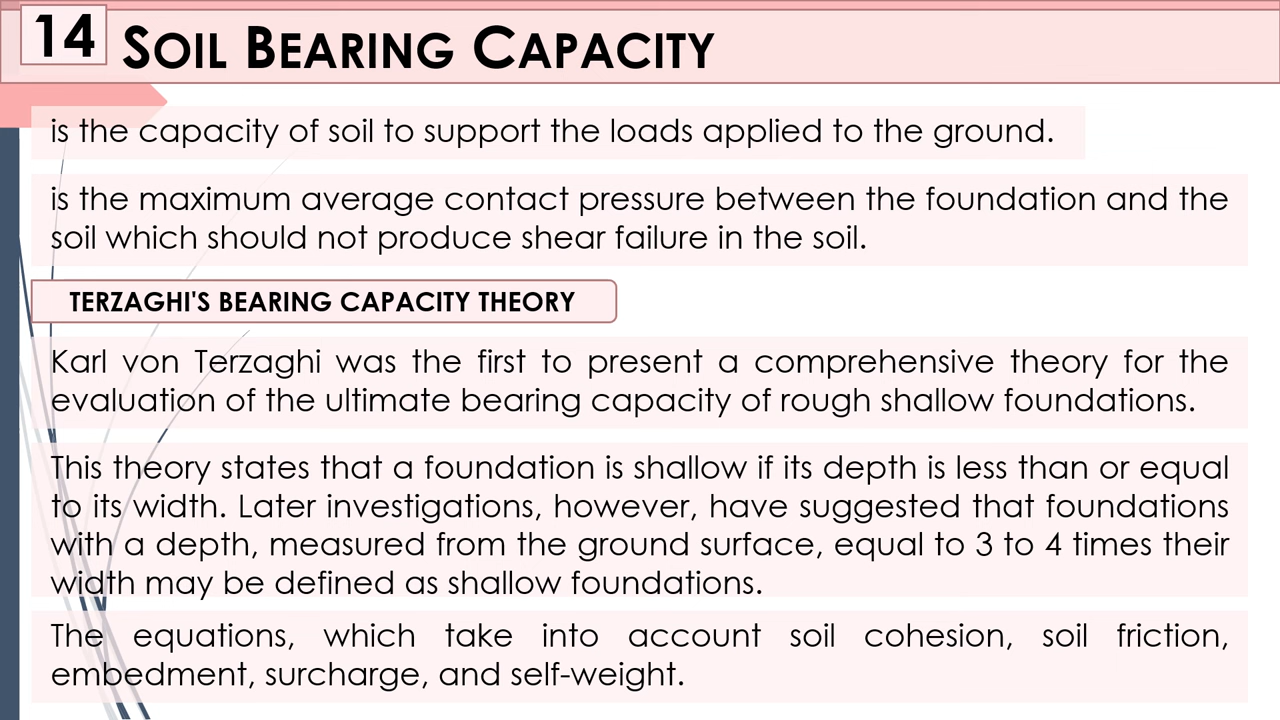 14 SOIL BEARING CAPACITY
is the capacity of soil to support the loads applied to the ground.
is the maximum average contact pressure between the foundation and the
soil which should not produce shear failure in the soil.
TERZAGHI'S BEARING CAPACITY THEORY
Karl von Terzaghi was the first to present a comprehensive theory for the
evaluation of the ultimate bearing capacity of rough shallow foundations.
This theory states that a foundation is shallow if its depth is less than or equal
to its width. Later investigations, however, have suggested that foundations
with a depth, measured from the ground surface, equal to 3 to 4 times their
width may be defined as shallow foundations.
The equations, which take into account soil cohesion, soil friction,
embedment, surcharge, and self-weight.